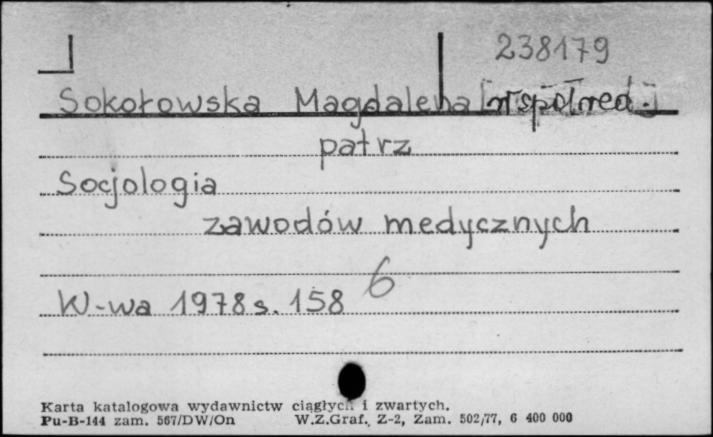 238179
Sokołowska Magdalena [współred.]
patrz
Socjologia
zawodów medycznych
6
W-wa 1978 s. 158
Karta katalogowa wydawnictw ciągłych i zwartych.
Pu-B-144 zam. 567/DW/On W.Z.Graf. Z-2, Zam. 502/77, 6 400 000